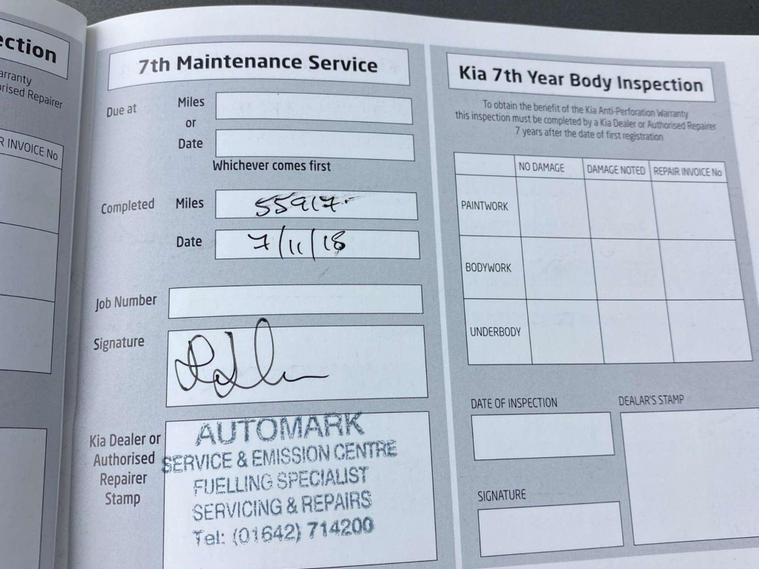 ection
arranty
rised Repairer
R INVOICE No
7th Maintenance Service
Due at
Miles
or
Date
Whichever comes first
Completed
Miles
55917.
Date
7/11/18
Job Number
Signature
Kia Dealer or
Authorised
Repairer
Stamp
AUTOMARK
SERVICE & EMISSION CENTRE
FUELLING SPECIALIST
SERVICING & REPAIRS
Tel: (01642) 714200
Kia 7th Year Body Inspection
To obtain the benefit of the Kia Anti-Perforation Warranty
this inspection must be completed by a Kia Dealer or Authorised Repairer
7 years after the date of first registration
NO DAMAGE
DAMAGE NOTED
REPAIR INVOICE No
PAINTWORK
BODYWORK
UNDERBODY
DATE OF INSPECTION
DEALAR'S STAMP
SIGNATURE